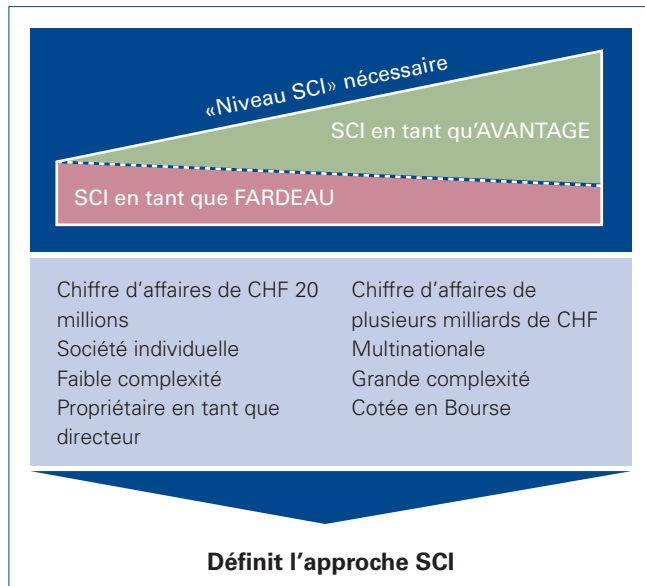 «Niveau SCI» nécessaire
SCI en tant qu’AVANTAGE
SCI en tant que FARDEAU
Chiffre d’affaires de CHF 20
millions
Société individuelle
Faible complexité
Propriétaire en tant que
directeur
Chiffre d’affaires de
plusieurs milliards de CHF
Multinationale
Grande complexité
Cotée en Bourse
Définit l’approche SCI